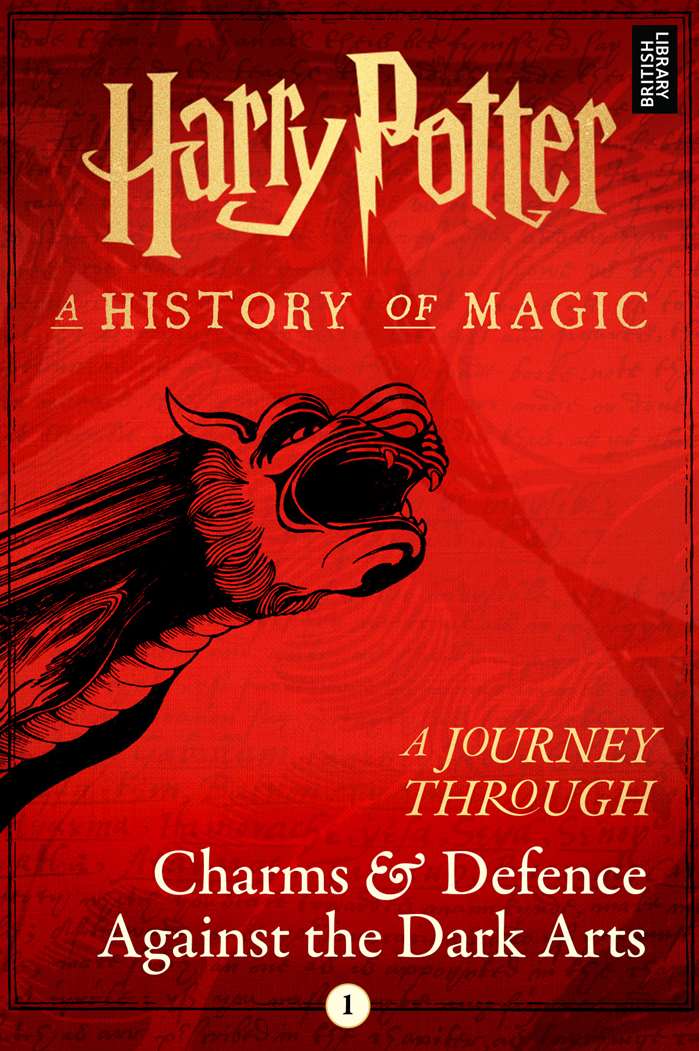 LIBRARY
BRITISH
Harry Potter
A HISTORY OF MAGIC
A JOURNEY
THROUGH
Charms & Defence
Against the Dark Arts
1